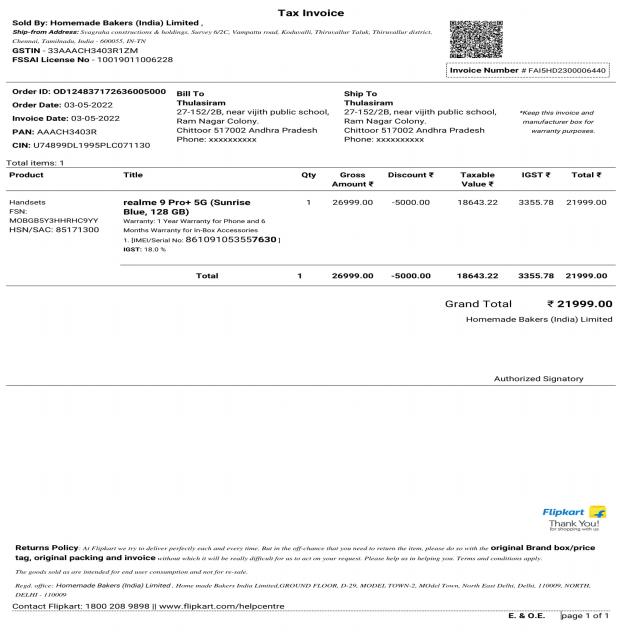 Tax Invoice
Sold By: Homemade Bakers (India) Limited ,
Ship-from Address: Syagraha constructions & holdings, Survey 6/2C, Vampattu road, Koduvalli, Thiruvallur Taluk, Thiruvallur district,
Chennai, Tamilnadu, India - 600055, IN-TN
GSTIN - 33AAACH3403R1ZM
FSSAI License No - 10019011006228
Invoice Number # FAI5HD2300006440
Order ID: OD124837172636005000
Order Date: 03-05-2022
Invoice Date: 03-05-2022
PAN: AAACH3403R
CIN: U74899DL1995PLC071130
Bill To
Thulasiram
27-152/2B, near vijith public school,
Ram Nagar Colony.
Chittoor 517002 Andhra Pradesh
Phone: xxxxxxxxxx
Ship To
Thulasiram
27-152/2B, near vijith public school,
Ram Nagar Colony.
Chittoor 517002 Andhra Pradesh
Phone: xxxxxxxxxx
*Keep this invoice and
manufacturer box for
warranty purposes.
Total items: 1
Product Title Qty Gross Amount ₹ Discount ₹ Taxable Value ₹ IGST ₹ Total ₹
Handsets
FSN:
MOBGB5Y3HHRHC9YY
HSN/SAC: 85171300
realme 9 Pro+ 5G (Sunrise
Blue, 128 GB)
Warranty: 1 Year Warranty for Phone and 6
Months Warranty for In-Box Accessories
1. [IMEI/Serial No: 861091053557630 ]
IGST: 18.0 %
1 26999.00 -5000.00 18643.22 3355.78 21999.00
Total 1 26999.00 -5000.00 18643.22 3355.78 21999.00
Grand Total ₹ 21999.00
Homemade Bakers (India) Limited
Authorized Signatory
Flipkart
Thank You!
for shopping with us
Returns Policy: At Flipkart we try to deliver perfectly each and every time. But in the off-chance that you need to return the item, please do so with the original Brand box/price
tag, original packing and invoice without which it will be really difficult for us to act on your request. Please help us in helping you. Terms and conditions apply.
The goods sold as are intended for end user consumption and not for re-sale.
Regd. office: Homemade Bakers (India) Limited , Home made Bakers India Limited,GROUND FLOOR, D-29, MODEL TOWN-2, MOdel Town, North East Delhi, Delhi, 110009, NORTH,
DELHI - 110009
Contact Flipkart: 1800 208 9898 || www.flipkart.com/helpcentre
E. & O.E. page 1 of 1